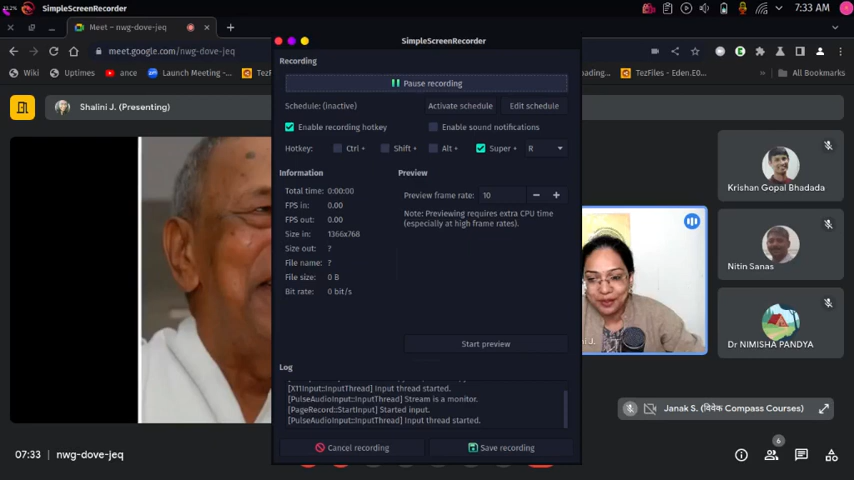 23.2%
SimpleScreenRecorder
7:33 AM
Meet – nwg-dove-jeq
meet.google.com/nwg-dove-jeq
Wiki
Uptimes
ance
Launch Meeting -...
TezF
oading...
TezFiles - Eden.E0...
All Bookmarks
Shalini J. (Presenting)
SimpleScreenRecorder
Recording
Pause recording
Schedule: (inactive)
Activate schedule
Edit schedule
Enable recording hotkey
Enable sound notifications
Hotkey:
Ctrl +
Shift +
Alt +
Super +
R
Information
Preview
Total time: 0:00:00
FPS in: 0.00
FPS out: 0.00
Size in: 1366x768
Size out: ?
File name: ?
File size: 0 B
Bit rate: 0 bit/s
Preview frame rate: 10
Note: Previewing requires extra CPU time
(especially at high frame rates).
Start preview
Log
[X11Input::InputThread] Input thread started.
[PulseAudioInput::InputThread] Stream is a monitor.
[PageRecord::StartInput] Started input.
[PulseAudioInput::InputThread] Input thread started.
Cancel recording
Save recording
Krishan Gopal Bhadada
Nitin Sanas
Dr NIMISHA PANDYA
J.
Janak S. (विवेक Compass Courses)
07:33
nwg-dove-jeq
6